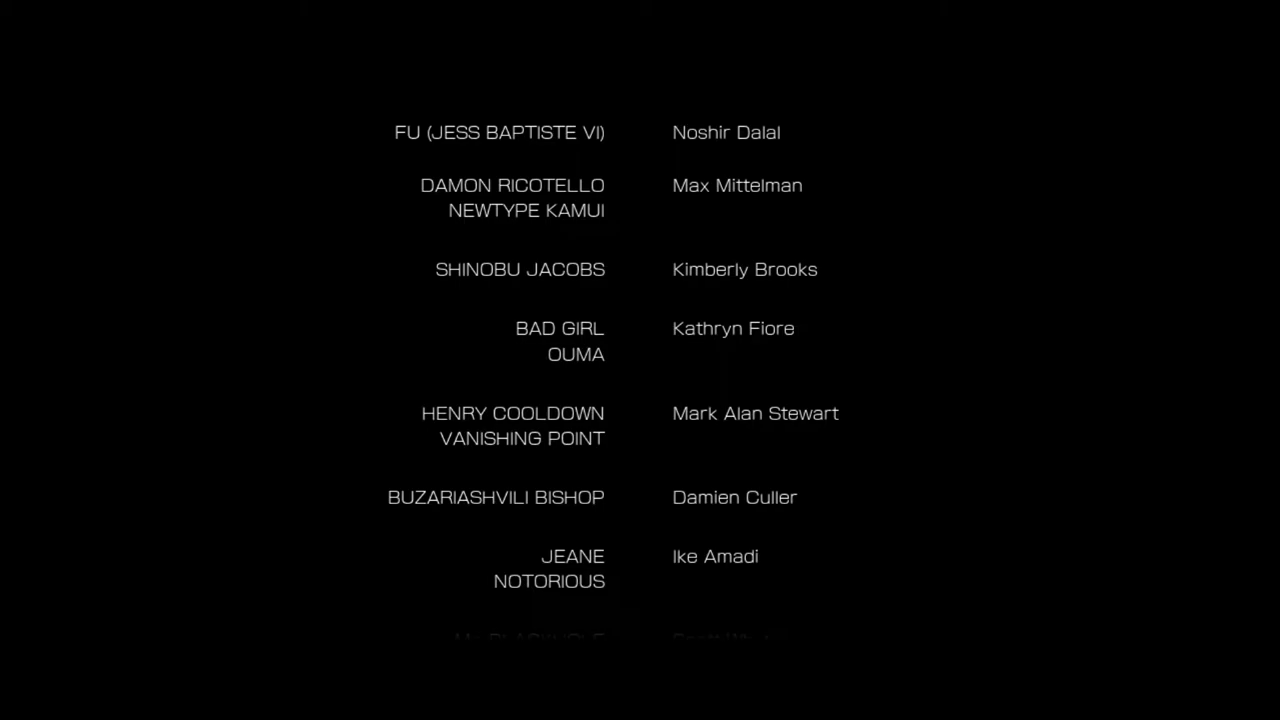 FU (JESS BAPTISTE VI) Noshir Dalal
DAMON RICOTELLO Max Mittelman
NEWTYPE KAMUI
SHINOBU JACOBS Kimberly Brooks
BAD GIRL Kathryn Fiore
OUMA
HENRY COOLDOWN Mark Alan Stewart
VANISHING POINT
BUZARIASHVILI BISHOP Damien Culler
JEANE Ike Amadi
NOTORIOUS